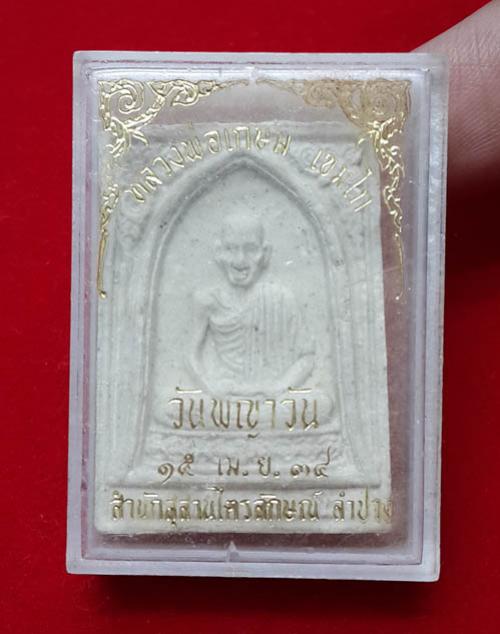 หลวงพ่อเกษม เขมโก
วันพญาวัน
๑๕ เม.ย. ๓๔
สำนักสุสานไตรลักษณ์ ลำปาง